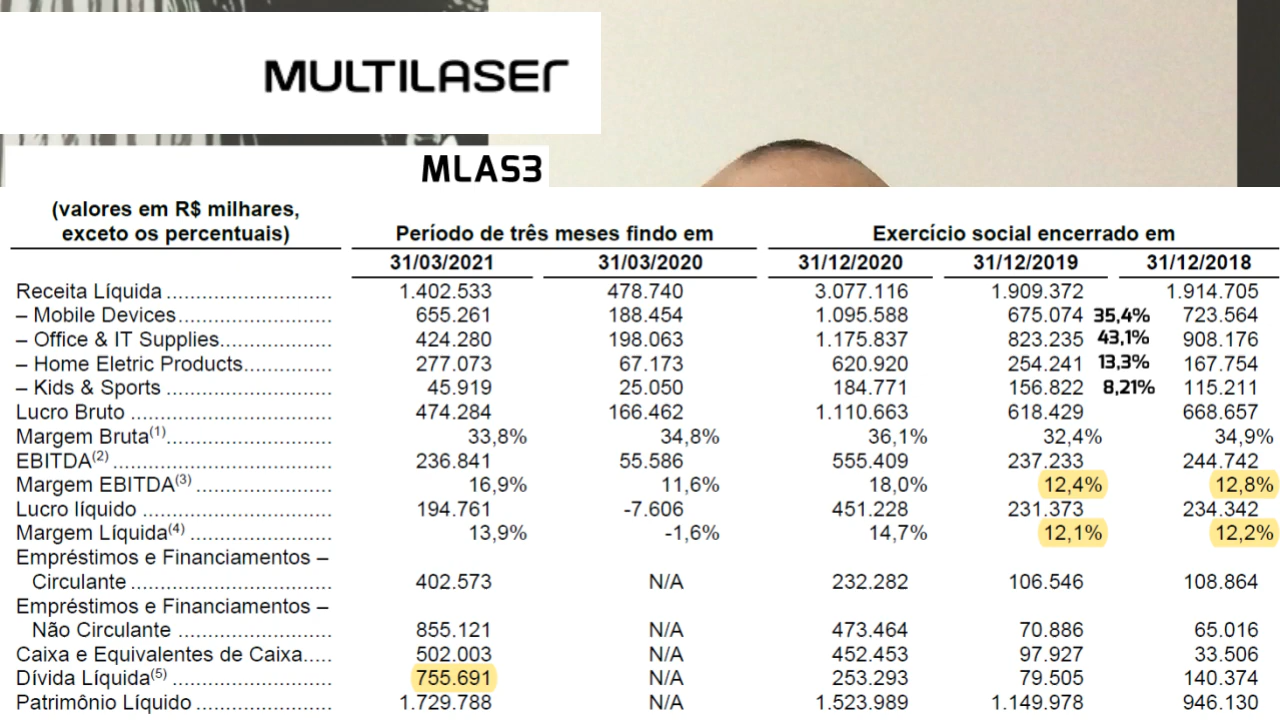 MULTILASER
MLAS3
(valores em R$ milhares,
exceto os percentuais)
Período de três meses findo em
Exercício social encerrado em
31/03/2021 31/03/2020 31/12/2020 31/12/2019 31/12/2018
Receita Líquida ............................ 1.402.533 478.740 3.077.116 1.909.372 1.914.705
– Mobile Devices.......................... 655.261 188.454 1.095.588 675.074 35,4% 723.564
– Office & IT Supplies................... 424.280 198.063 1.175.837 823.235 43,1% 908.176
– Home Eletric Products............... 277.073 67.173 620.920 254.241 13,3% 167.754
– Kids & Sports ............................ 45.919 25.050 184.771 156.822 8,21% 115.211
Lucro Bruto .................................. 474.284 166.462 1.110.663 618.429 668.657
Margem Bruta(1)............................ 33,8% 34,8% 36,1% 32,4% 34,9%
EBITDA(2) ..................................... 236.841 55.586 555.409 237.233 244.742
Margem EBITDA(3) ....................... 16,9% 11,6% 18,0% 12,4% 12,8%
Lucro líquido ................................ 194.761 -7.606 451.228 231.373 234.342
Margem Líquida(4) ........................ 13,9% -1,6% 14,7% 12,1% 12,2%
Empréstimos e Financiamentos –
Circulante .................................. 402.573 N/A 232.282 106.546 108.864
Empréstimos e Financiamentos –
Não Circulante .......................... 855.121 N/A 473.464 70.886 65.016
Caixa e Equivalentes de Caixa..... 502.003 N/A 452.453 97.927 33.506
Dívida Líquida(5) ........................... 755.691 N/A 253.293 79.505 140.374
Patrimônio Líquido ....................... 1.729.788 N/A 1.523.989 1.149.978 946.130